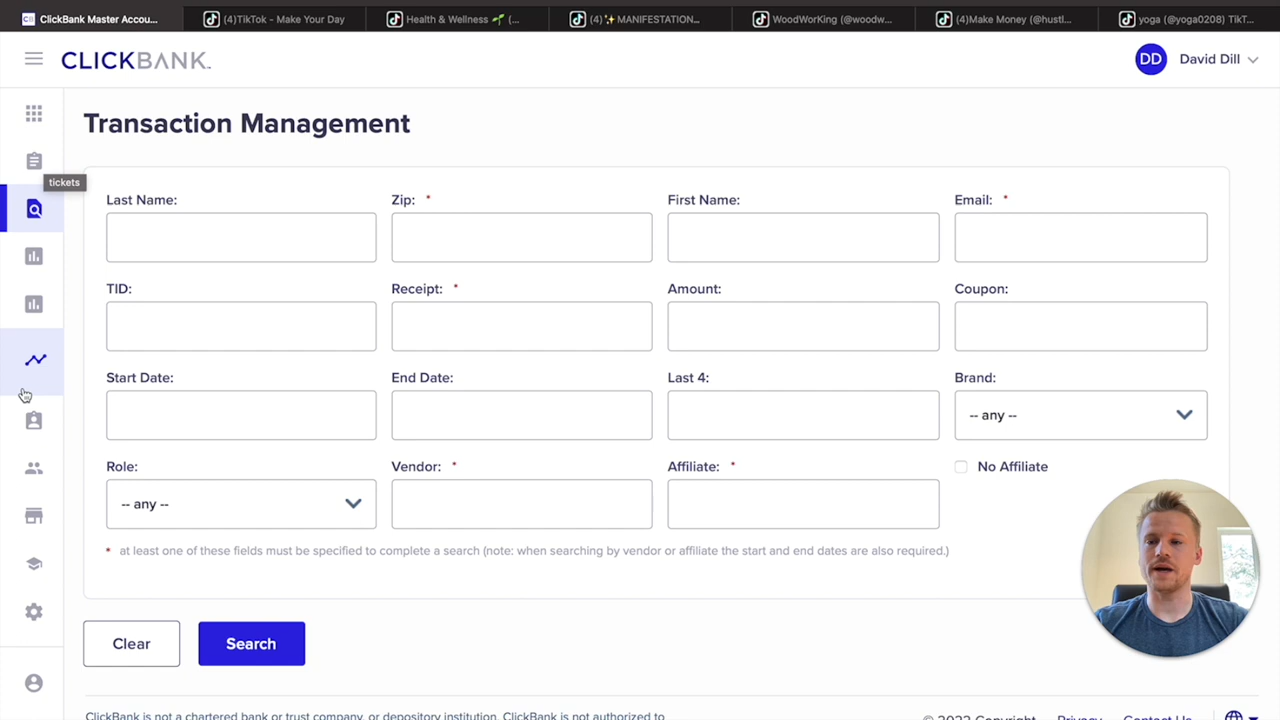 ClickBank Master Accou...
(4)TikTok - Make Your Day
Health & Wellness 🌱 (...
(4)✨ MANIFESTATION...
WoodWorKing (@woodw...
(4)Make Money (@hustl...
yoga (@yoga0208) TikT...
CLICKBANK
DD
David Dill
Transaction Management
tickets
Last Name:
Zip: *
First Name:
Email: *
TID:
Receipt: *
Amount:
Coupon:
Start Date:
End Date:
Last 4:
Brand:
-- any --
Role:
Vendor: *
Affiliate: *
No Affiliate
-- any --
* at least one of these fields must be specified to complete a search (note: when searching by vendor or affiliate the start and end dates are also required.)
Clear
Search
ClickBank is not a chartered bank or trust company, or depository institution. ClickBank is not authorized to
© 2023 Copyright
Privacy
Contact Us